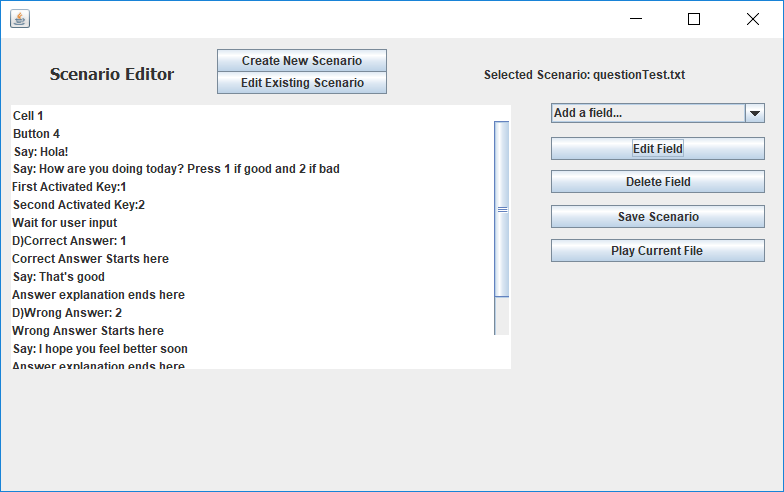 Scenario Editor
Create New Scenario
Edit Existing Scenario
Selected Scenario: questionTest.txt
Cell 1
Button 4
Say: Hola!
Say: How are you doing today? Press 1 if good and 2 if bad
First Activated Key:1
Second Activated Key:2
Wait for user input
D)Correct Answer: 1
Correct Answer Starts here
Say: That's good
Answer explanation ends here
D)Wrong Answer: 2
Wrong Answer Starts here
Say: I hope you feel better soon
Answer explanation ends here
Add a field...
Edit Field
Delete Field
Save Scenario
Play Current File